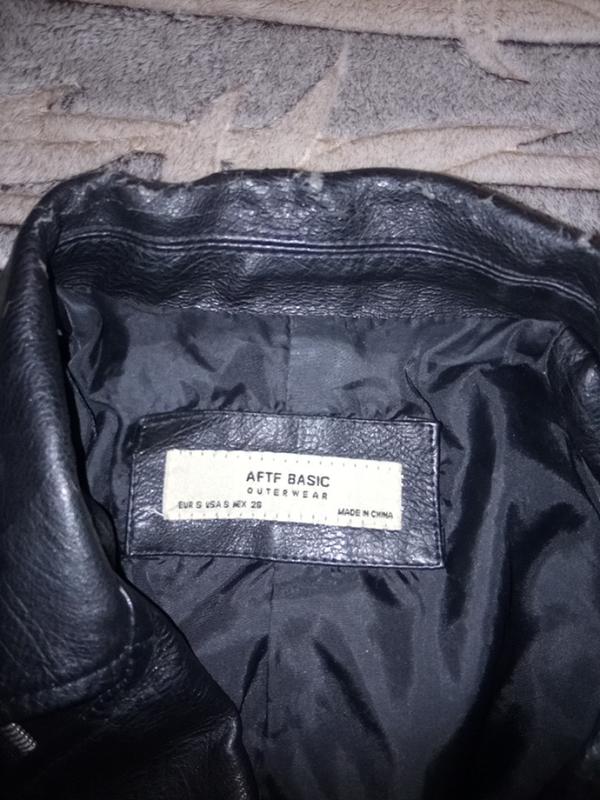 AFTF BASIC
OUTERWEAR
EUR S USA S MEX 26
MADE IN CHINA